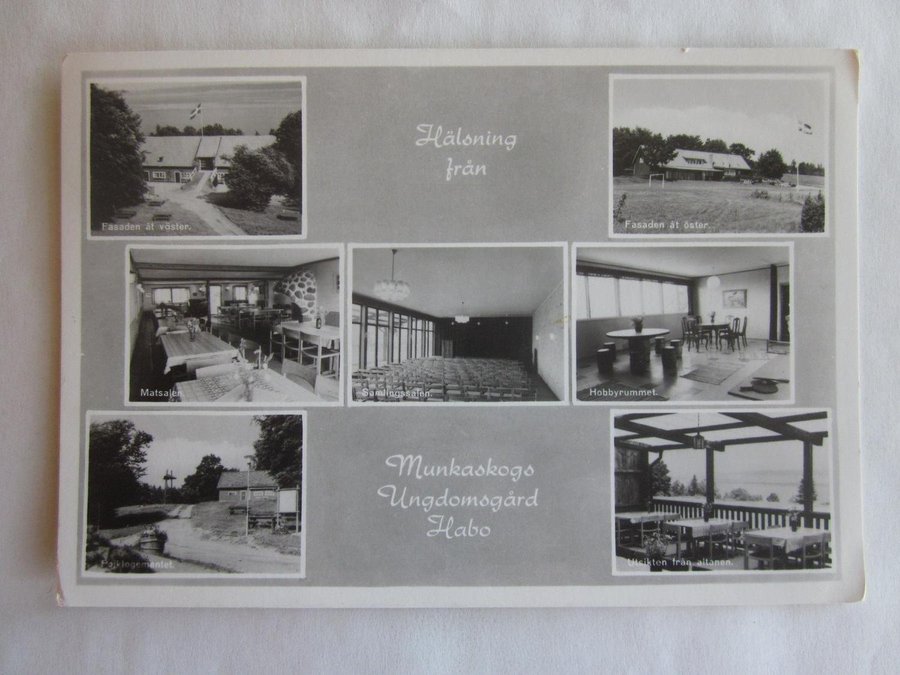 Hälsning
från
Fasaden åt väster.
Fasaden åt öster.
Matsalen.
Samlingssalen.
Hobbyrummet.
Munkaskogs
Ungdomsgård
Habo
Pojklogementet.
Utsikten från altanen.